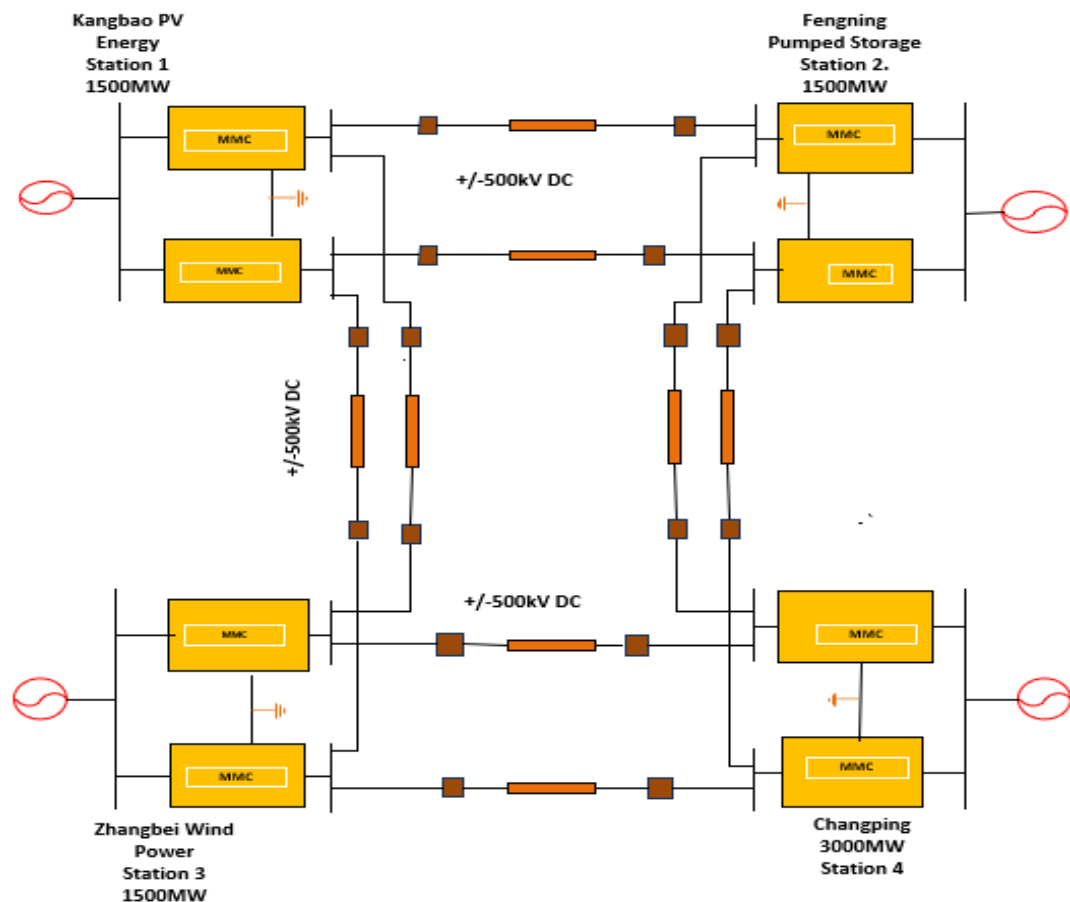 Kangbao PV
Energy
Station 1
1500MW
Fengning
Pumped Storage
Station 2.
1500MW
MMC
MMC
+/-500kV DC
MMC
MMC
+/-500kV DC
+/-500kV DC
MMC
MMC
MMC
MMC
Zhangbei Wind
Power
Station 3
1500MW
Changping
3000MW
Station 4